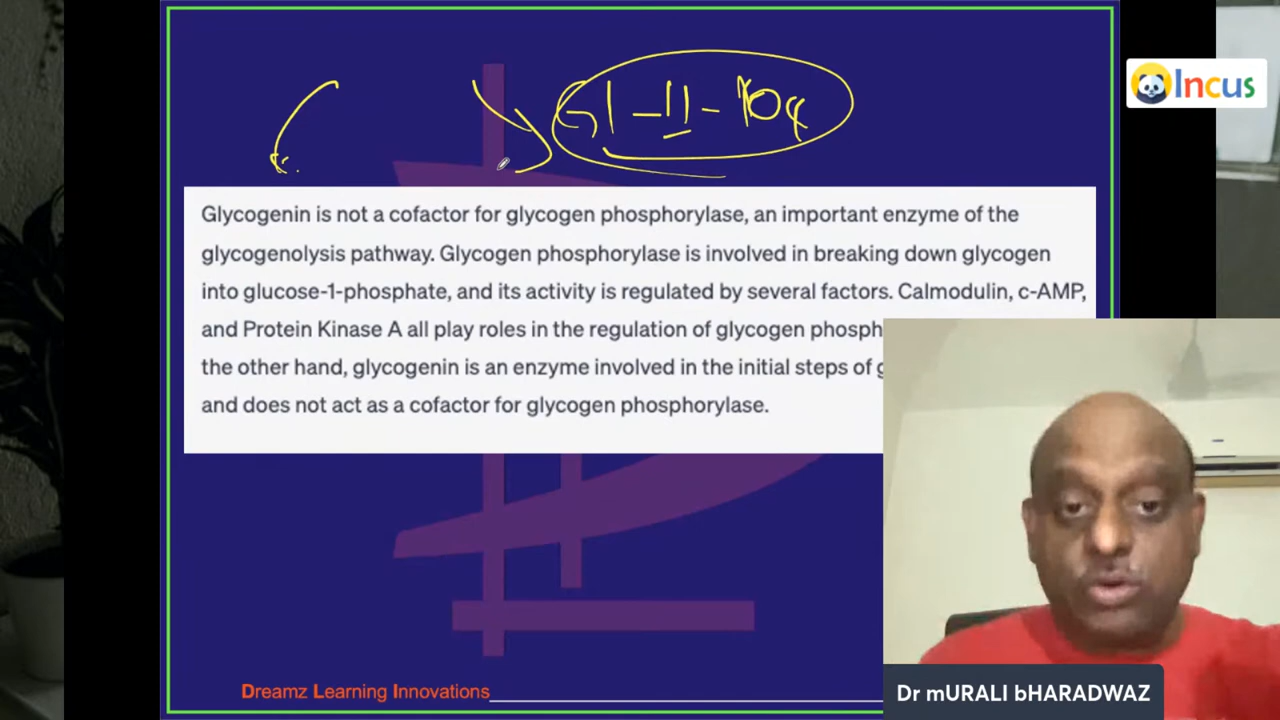 Incus
Glycogenin is not a cofactor for glycogen phosphorylase, an important enzyme of the
glycogenolysis pathway. Glycogen phosphorylase is involved in breaking down glycogen
into glucose-1-phosphate, and its activity is regulated by several factors. Calmodulin, c-AMP,
and Protein Kinase A all play roles in the regulation of glycogen phosph
the other hand, glycogenin is an enzyme involved in the initial steps of g
and does not act as a cofactor for glycogen phosphorylase.
Dreamz Learning Innovations
Dr mURALI bHARADWAZ